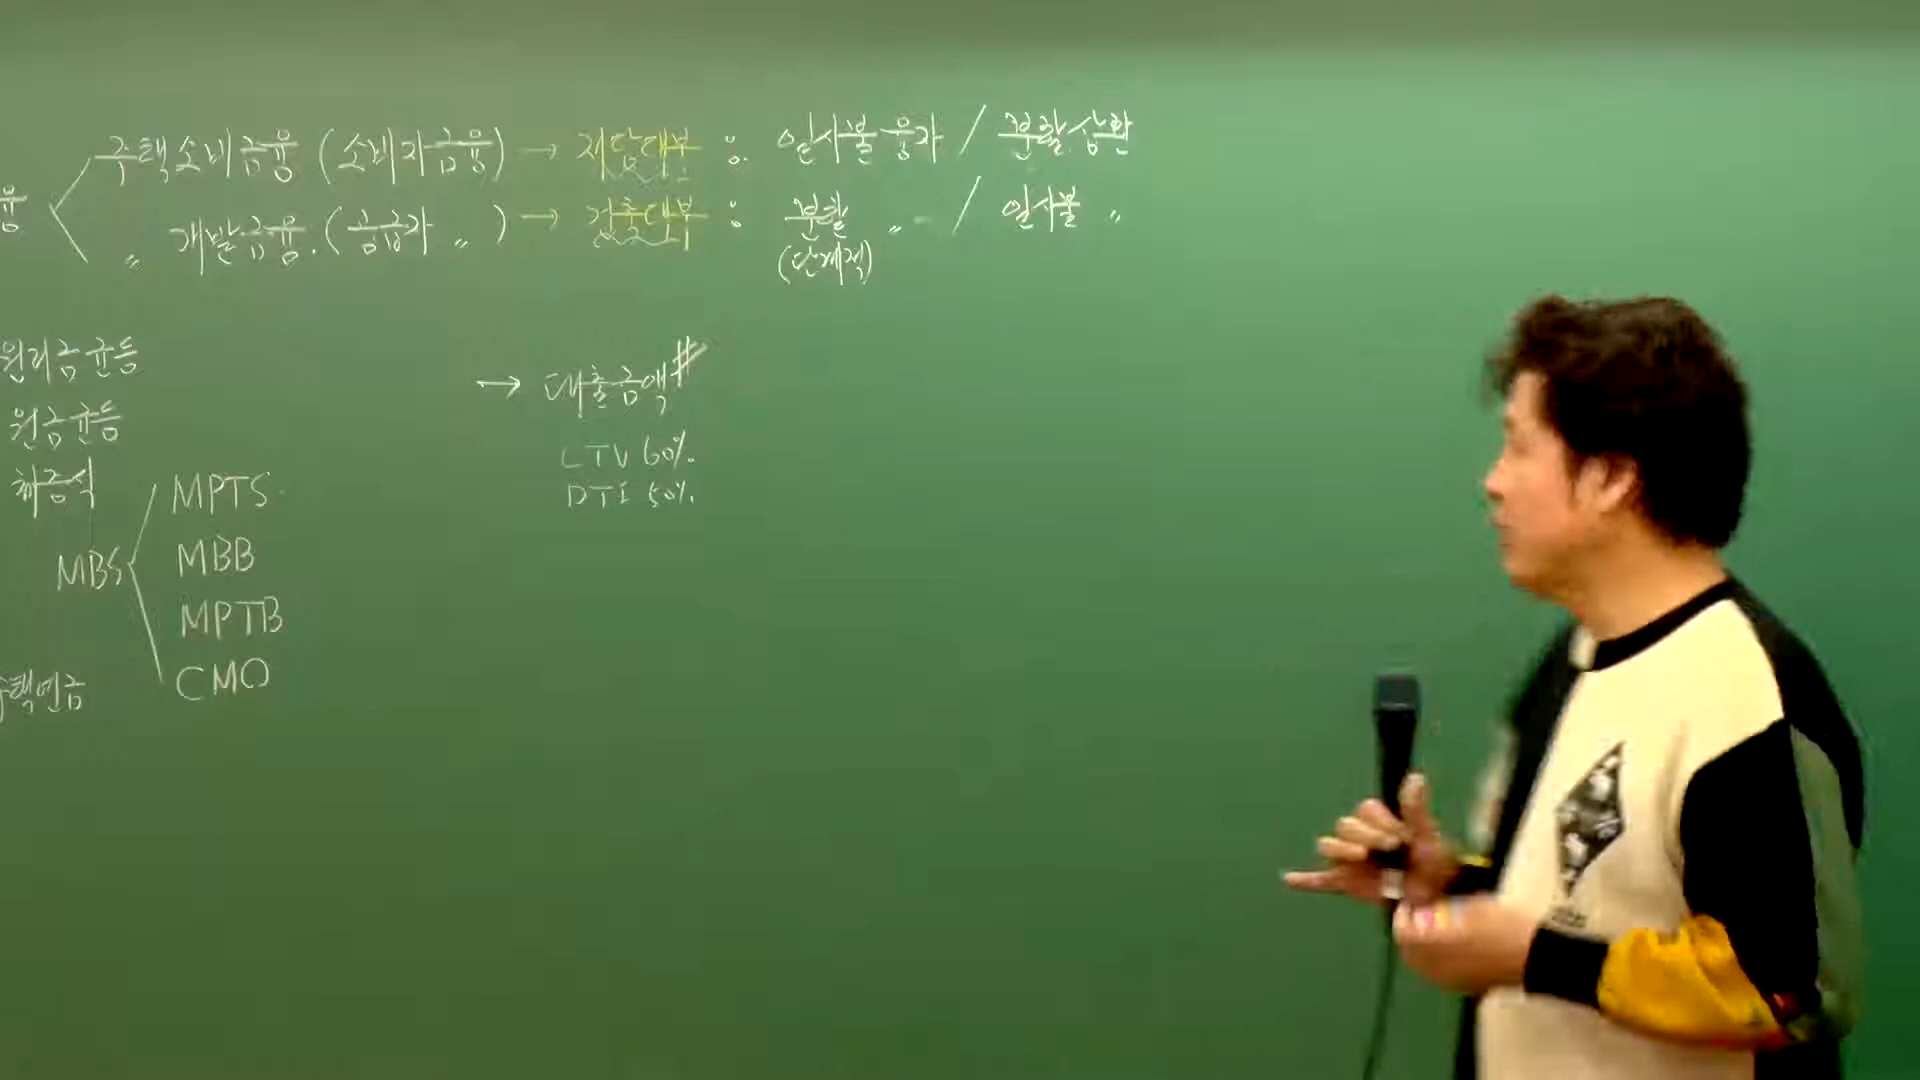 주택소비금융 (소비자금융) → 저당대부 : 일시불융자 / 분할상환
융
〃 개발금융. (공급자 〃 ) → 건축대부 : 분할 〃 / 일시불 〃
(단계적)
원리금균등
→ 대출금액#
원금균등
LTV 60%.
체증식
DTI 50%.
MPTS
MBB
MBS
MPTB
CMO
택연금